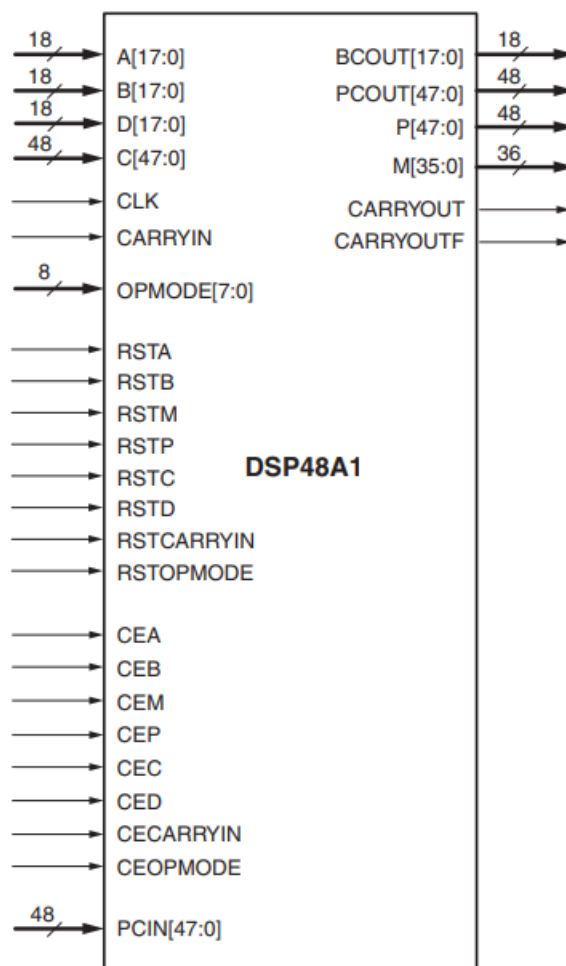 18 A[17:0] BCOUT[17:0] 18
18 B[17:0] PCOUT[47:0] 48
18 D[17:0] P[47:0] 48
48 C[47:0] M[35:0] 36
CLK CARRYOUT
CARRYIN CARRYOUTF
8 OPMODE[7:0]
RSTA
RSTB
RSTM
RSTP
RSTC
DSP48A1
RSTD
RSTCARRYIN
RSTOPMODE
CEA
CEB
CEM
CEP
CEC
CED
CECARRYIN
CEOPMODE
48 PCIN[47:0]